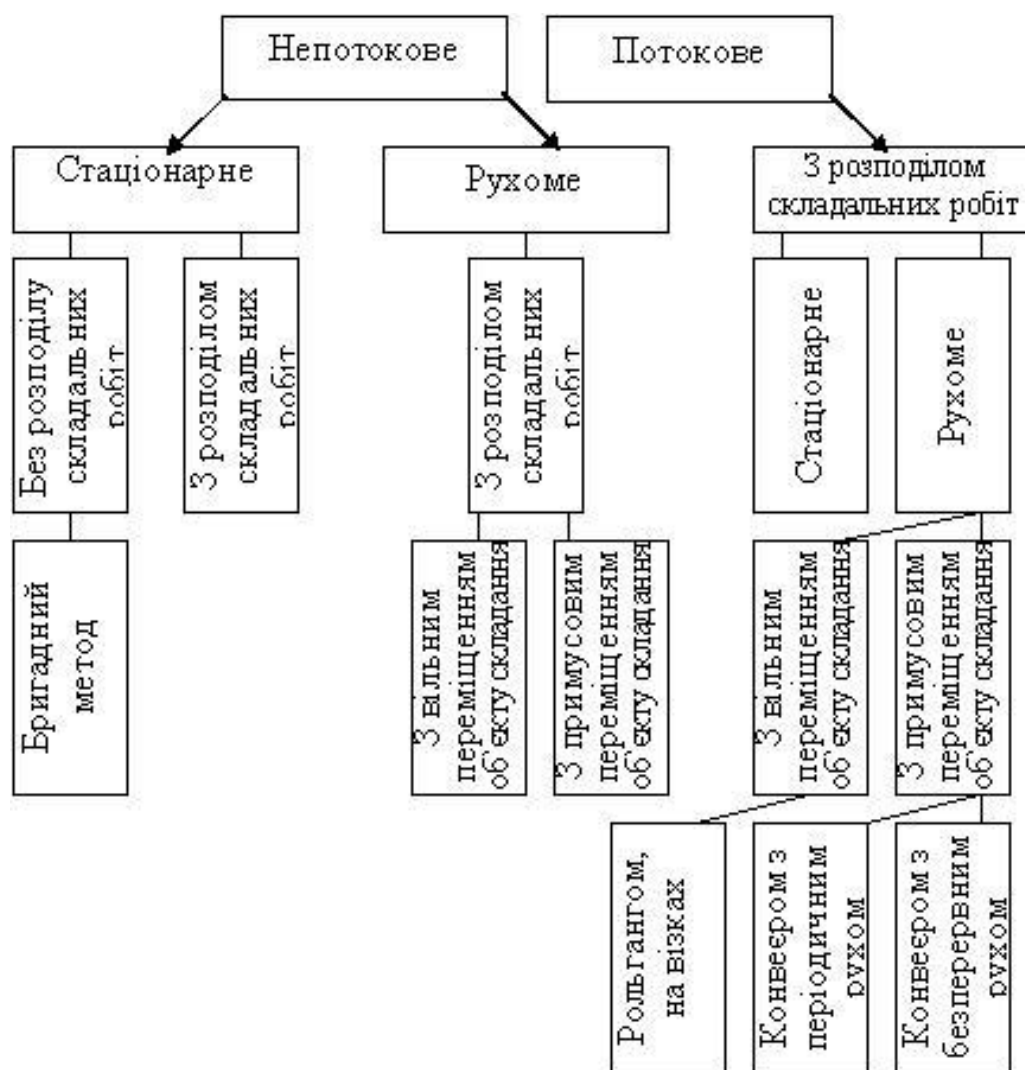 Непотокове
Потокове
Стаціонарне
Рухоме
З розподілом
складальних робіт
Без розподілу
складальних
робіт
З розподілом
складальних
робіт
З розподілом
складальних
робіт
Стаціонарне
Рухоме
Бригадний
метод
З вільним
переміщенням
об'єкту складання
З примусовим
переміщенням
об'єкту складання
З вільним
переміщенням
об'єкту складання
З примусовим
переміщенням
об'єкту складання
Рольгангом,
на візках
Конвеєром з
періодичним
рухом
Конвеєром з
безперервним
рухом